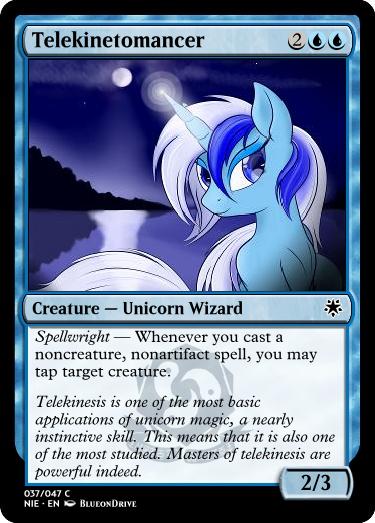 Telekinetomancer 2
Creature — Unicorn Wizard
Spellwright — Whenever you cast a
noncreature, nonartifact spell, you may
tap target creature.
Telekinesis is one of the most basic
applications of unicorn magic, a nearly
instinctive skill. This means that it is also one
of the most studied. Masters of telekinesis are
powerful indeed.
2/3
037/047 C
NIE · EN BlueonDrive